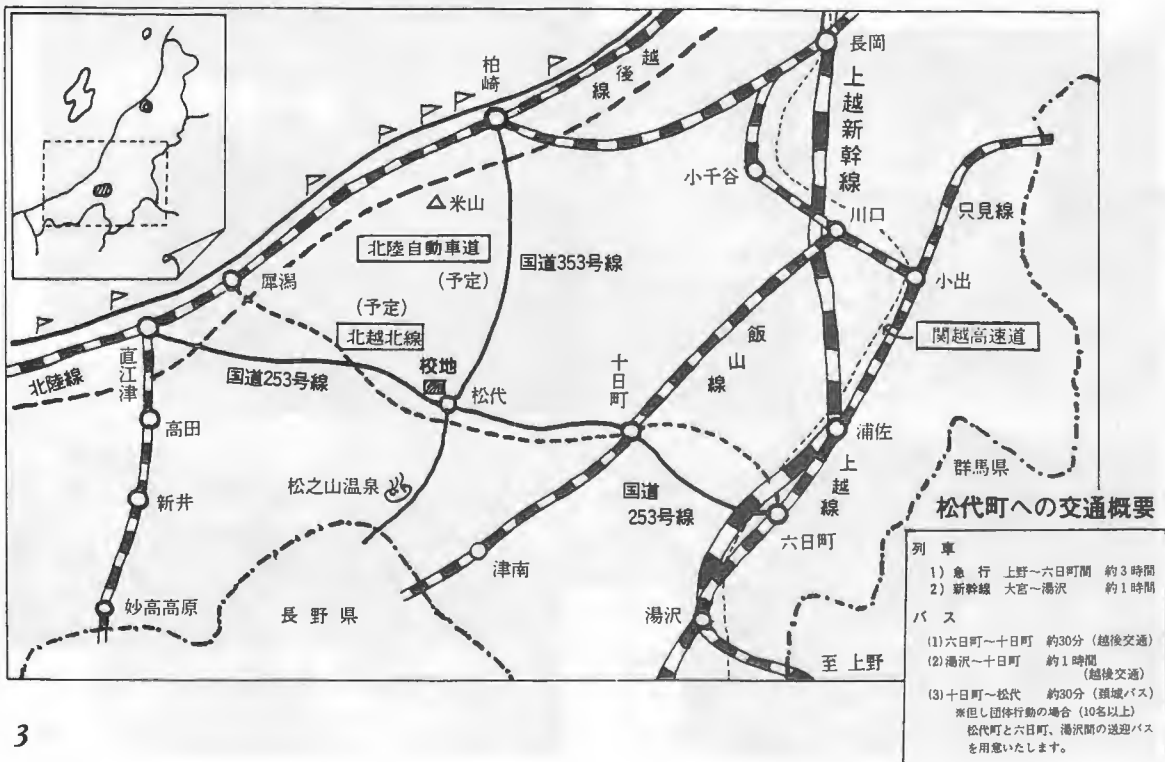 長岡
柏崎
越後線
上越新幹線
小千谷
米山
川口
只見線
北陸自動車道
(予定)
国道353号線
犀潟
小出
(予定)
北越北線
飯山線
関越高速道
直江津
北陸線
国道253号線
校地
十日町
松代
高田
浦佐
群馬県
松之山温泉
上越線
新井
国道
253号線
六日町
津南
妙高高原
長野県
湯沢
至 上野
松代町への交通概要
列 車
1) 急 行 上野～六日町間 約3時間
2) 新幹線 大宮～湯沢 約1時間
バ ス
(1)六日町～十日町 約30分 (越後交通)
(2)湯沢～十日町 約1時間
(越後交通)
(3)十日町～松代 約30分 (頚城バス)
※但し団体行動の場合 (10名以上)
松代町と六日町、湯沢間の送迎バス
を用意いたします。
3